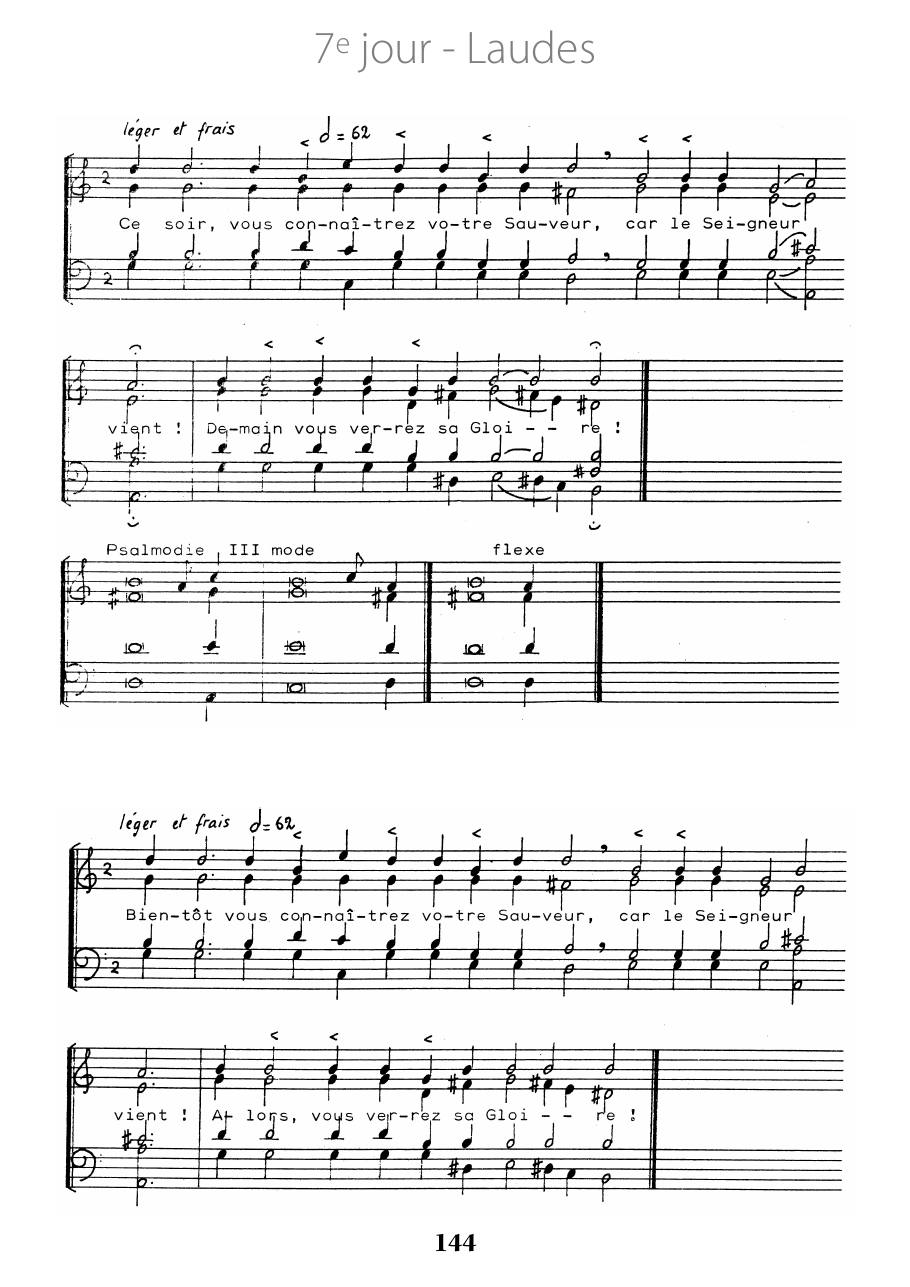 7e jour - Laudes
léger et frais 𝅗𝅥 = 62
Ce soir, vous con-naî-trez vo-tre Sau-veur, car le Sei-gneur
vient ! De-main vous ver-rez sa Gloi - - re !
Psalmodie III mode flexe
léger et frais 𝅗𝅥 = 62
Bien-tôt vous con-naî-trez vo-tre Sau-veur, car le Sei-gneur
vient ! A- lors, vous ver-rez sa Gloi - - re !
144